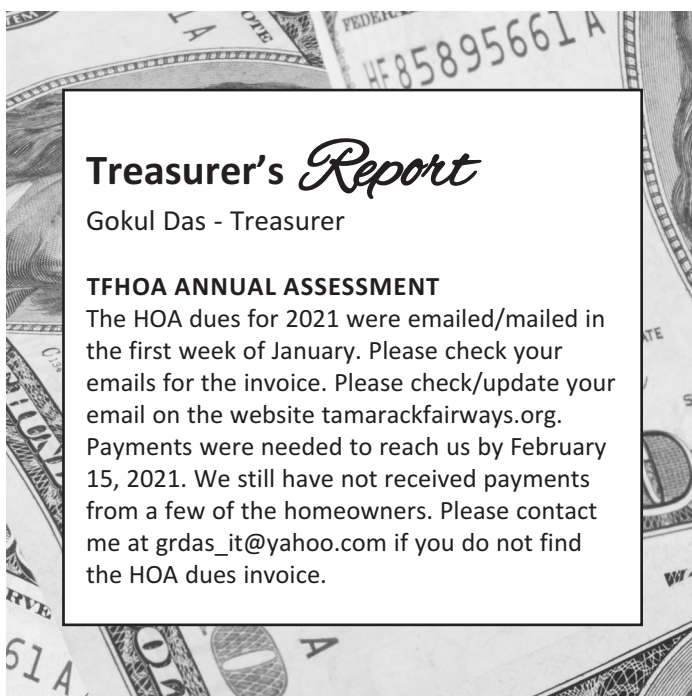 FEDERAL
HF85895661A
Treasurer's Report
Gokul Das - Treasurer
TFHOA ANNUAL ASSESSMENT
The HOA dues for 2021 were emailed/mailed in
the first week of January. Please check your
emails for the invoice. Please check/update your
email on the website tamarackfairways.org.
Payments were needed to reach us by February
15, 2021. We still have not received payments
from a few of the homeowners. Please contact
me at grdas_it@yahoo.com if you do not find
the HOA dues invoice.
61A
A